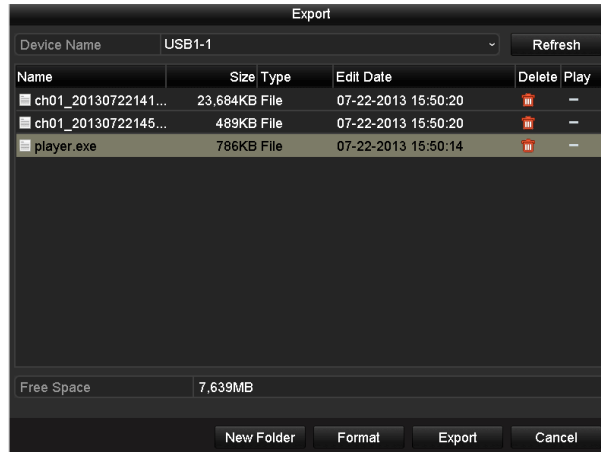 Export
Device Name USB1-1 Refresh
Name Size Type Edit Date Delete Play
ch01_20130722141... 23,684KB File 07-22-2013 15:50:20
ch01_20130722145... 489KB File 07-22-2013 15:50:20
player.exe 786KB File 07-22-2013 15:50:14
Free Space 7,639MB
New Folder Format Export Cancel